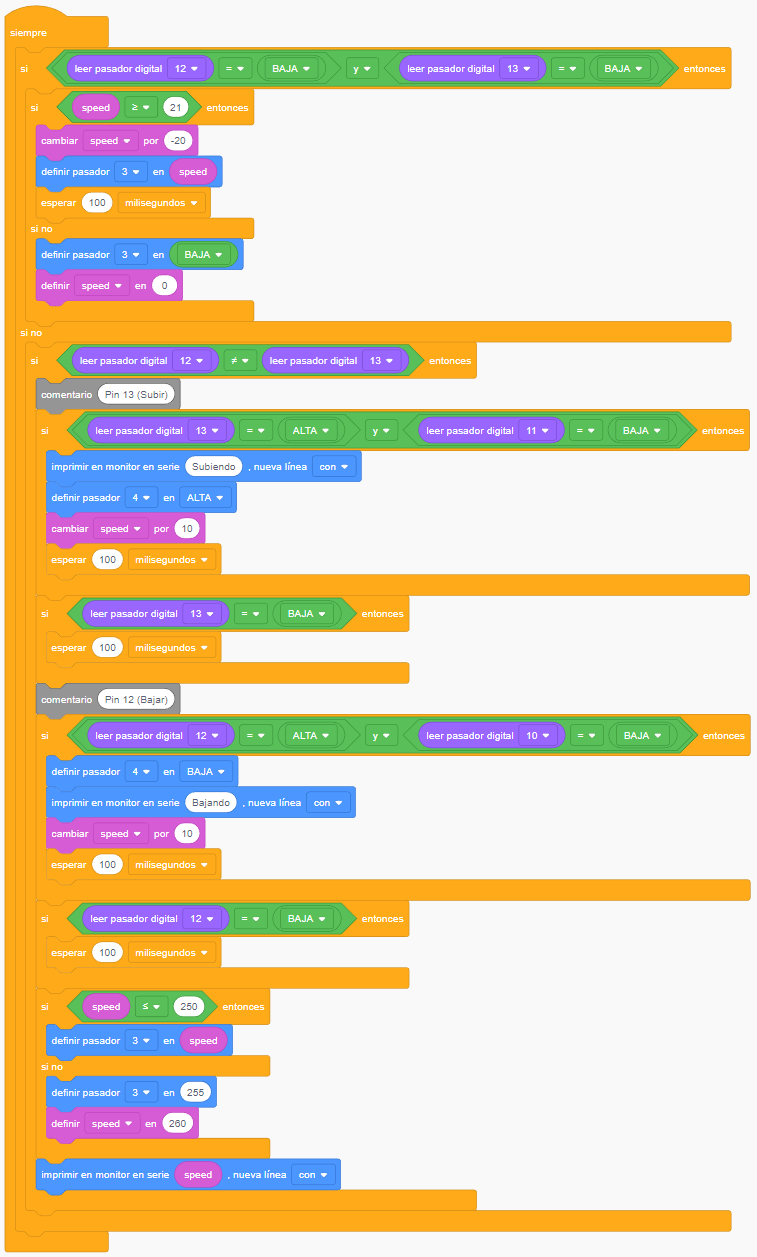 siempre
si leer pasador digital 12 = BAJA y leer pasador digital 13 = BAJA entonces
si speed ≥ 21 entonces
cambiar speed por -20
definir pasador 3 en speed
esperar 100 milisegundos
si no
definir pasador 3 en BAJA
definir speed en 0
si no
si leer pasador digital 12 ≠ leer pasador digital 13 entonces
comentario Pin 13 (Subir)
si leer pasador digital 13 = ALTA y leer pasador digital 11 = BAJA entonces
imprimir en monitor en serie Subiendo , nueva línea con
definir pasador 4 en ALTA
cambiar speed por 10
esperar 100 milisegundos
si leer pasador digital 13 = BAJA entonces
esperar 100 milisegundos
comentario Pin 12 (Bajar)
si leer pasador digital 12 = ALTA y leer pasador digital 10 = BAJA entonces
definir pasador 4 en BAJA
imprimir en monitor en serie Bajando , nueva línea con
cambiar speed por 10
esperar 100 milisegundos
si leer pasador digital 12 = BAJA entonces
esperar 100 milisegundos
si speed ≤ 250 entonces
definir pasador 3 en speed
si no
definir pasador 3 en 255
definir speed en 260
imprimir en monitor en serie speed , nueva línea con